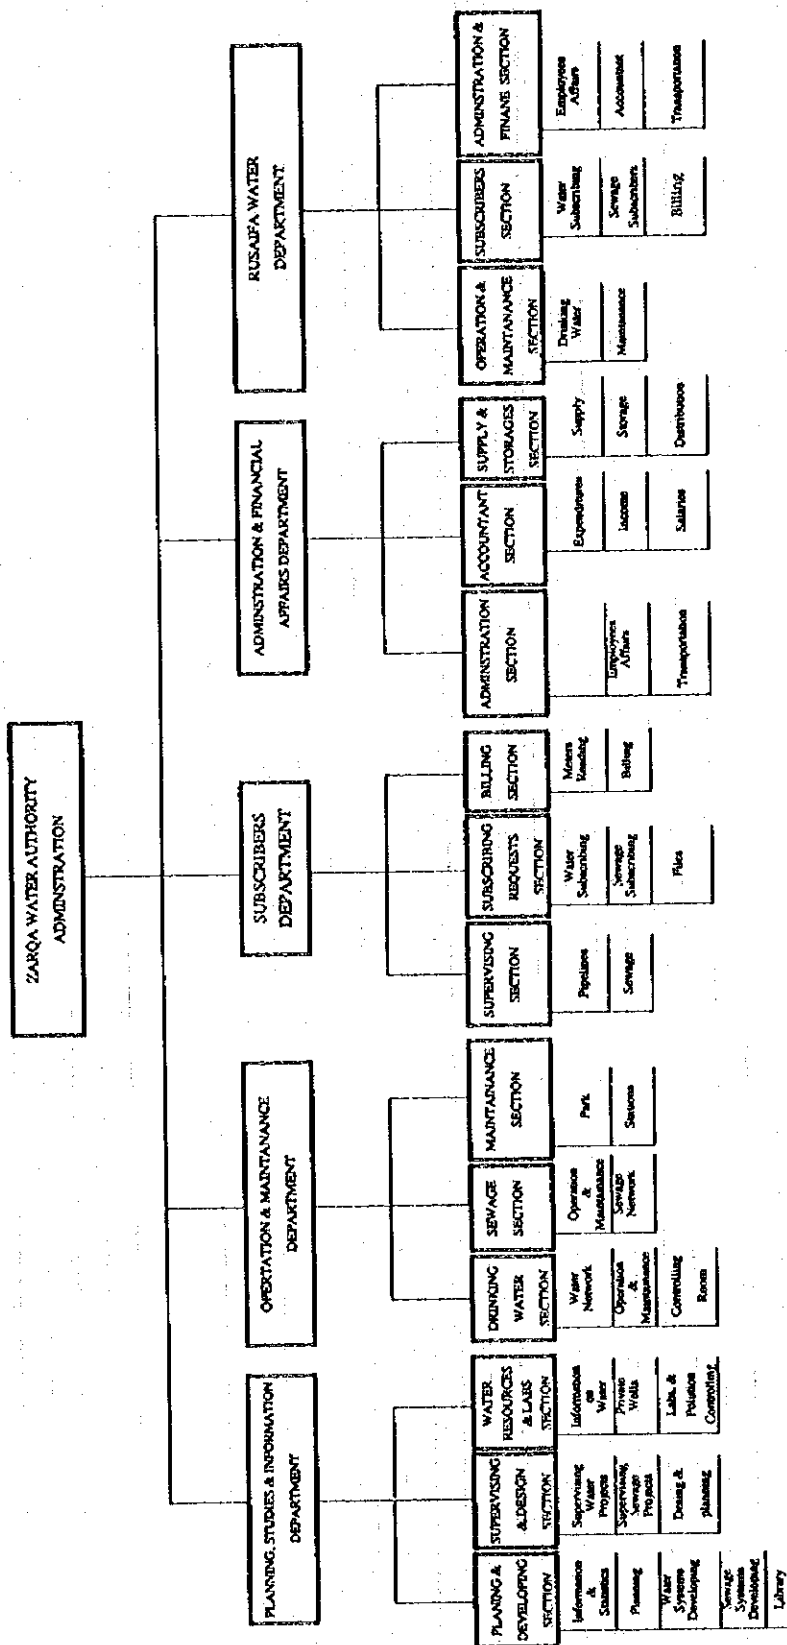 ZARQA WATER AUTHORITY
ADMINSTRATION
PLANNING, STUDIES & INFORMATION
DEPARTMENT
OPERTATION & MAINTANANCE
DEPARTMENT
SUBSCRIBERS
DEPARTMENT
ADMINSTRATION & FINANCIAL
AFFAIRS DEPARTMENT
RUSAIFA WATER
DEPARTMENT
PLANING &
DEVELOPING
SECTION
Information
&
Statistics
Planning
Water
Systems
Developing
Sewage
Systems
Developing
Library
SUPERVISING
& DESIGN
SECTION
Supervising
Water
Projects
Supervising
Sewage
Projects
Desing &
planning
WATER
RESOURCES
& LABS
SECTION
Information
on
Water
Private
Wells
Labs. &
Polution
Controlling
DRINKING
WATER
SECTION
Water
Network
Operation
&
Maintanance
Controlling
Room
SEWAGE
SECTION
Operation
&
Maintanance
Sewage
Network
MAINTAINANCE
SECTION
Park
Stations
SUPERVISING
SECTION
Pipelines
Sewage
SUBSCRIBING
REQUESTS
SECTION
Water
Subscribing
Sewage
Subscribing
Files
BILLING
SECTION
Meters
Reading
Billing
ADMINSTRATION
SECTION
Employees
Affairs
Transportation
ACCOUNTANT
SECTION
Expenditures
Income
Salaries
SUPPLY &
STORAGES
SECTION
Supply
Storage
Distribution
OPERATION &
MAINTANANCE
SECTION
Drinking
Water
Maintanance
SUBSCRIBERS
SECTION
Water
Subscribing
Sewage
Subscribers
Billing
ADMINSTRATION &
FINANE SECTION
Employees
Affairs
Accountant
Transportation